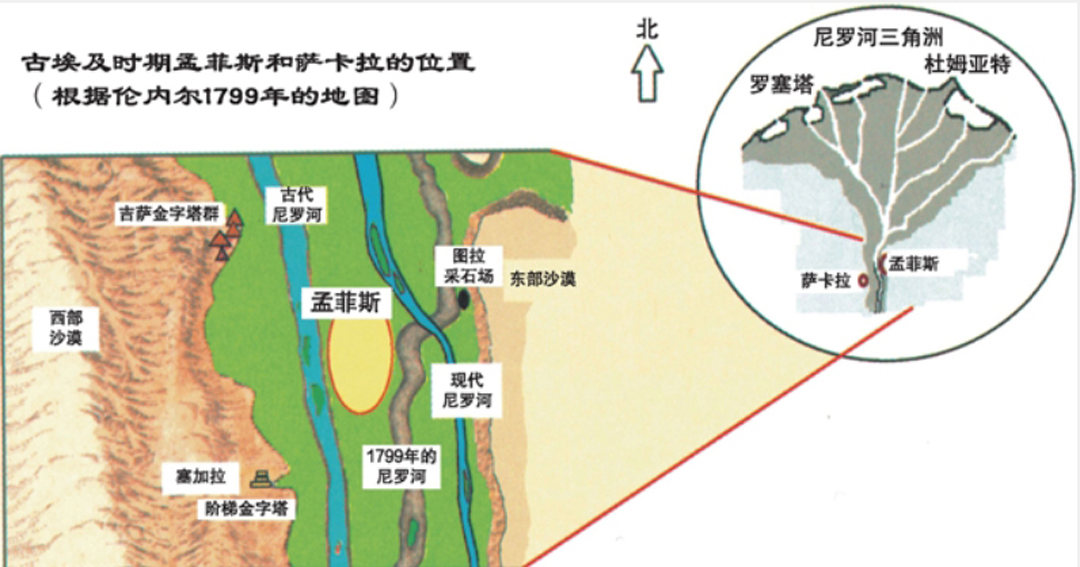 古埃及时期孟菲斯和萨卡拉的位置
（根据伦内尔1799年的地图）
北
尼罗河三角洲
杜姆亚特
罗塞塔
孟菲斯
萨卡拉
吉萨金字塔群
古代
尼罗河
图拉
采石场
东部沙漠
孟菲斯
西部
沙漠
现代
尼罗河
1799年的
尼罗河
塞加拉
阶梯金字塔